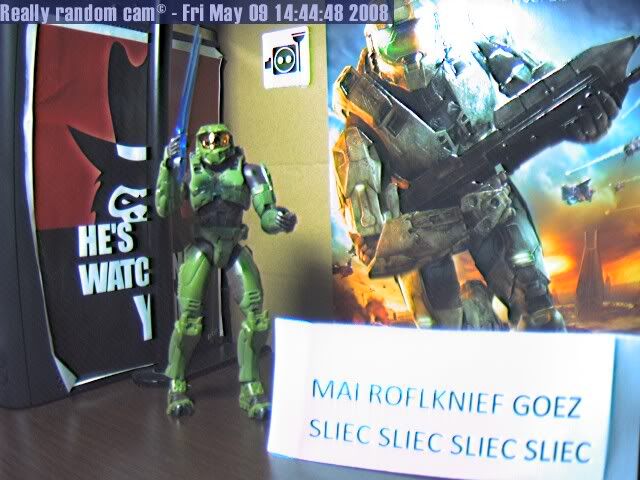 Really random cam© - Fri May 09 14:44:48 2008
HE'S
WATC
Y
MAI ROFLKNIEF GOEZ
SLIEC SLIEC SLIEC SLIEC